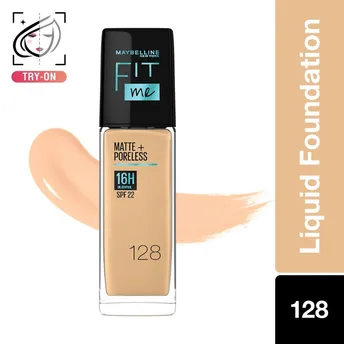 TRY-ON
MAYBELLINE
NEW YORK
FIT
me
MATTE +
PORELESS
16H
SPF 22
128
Liquid Foundation
128